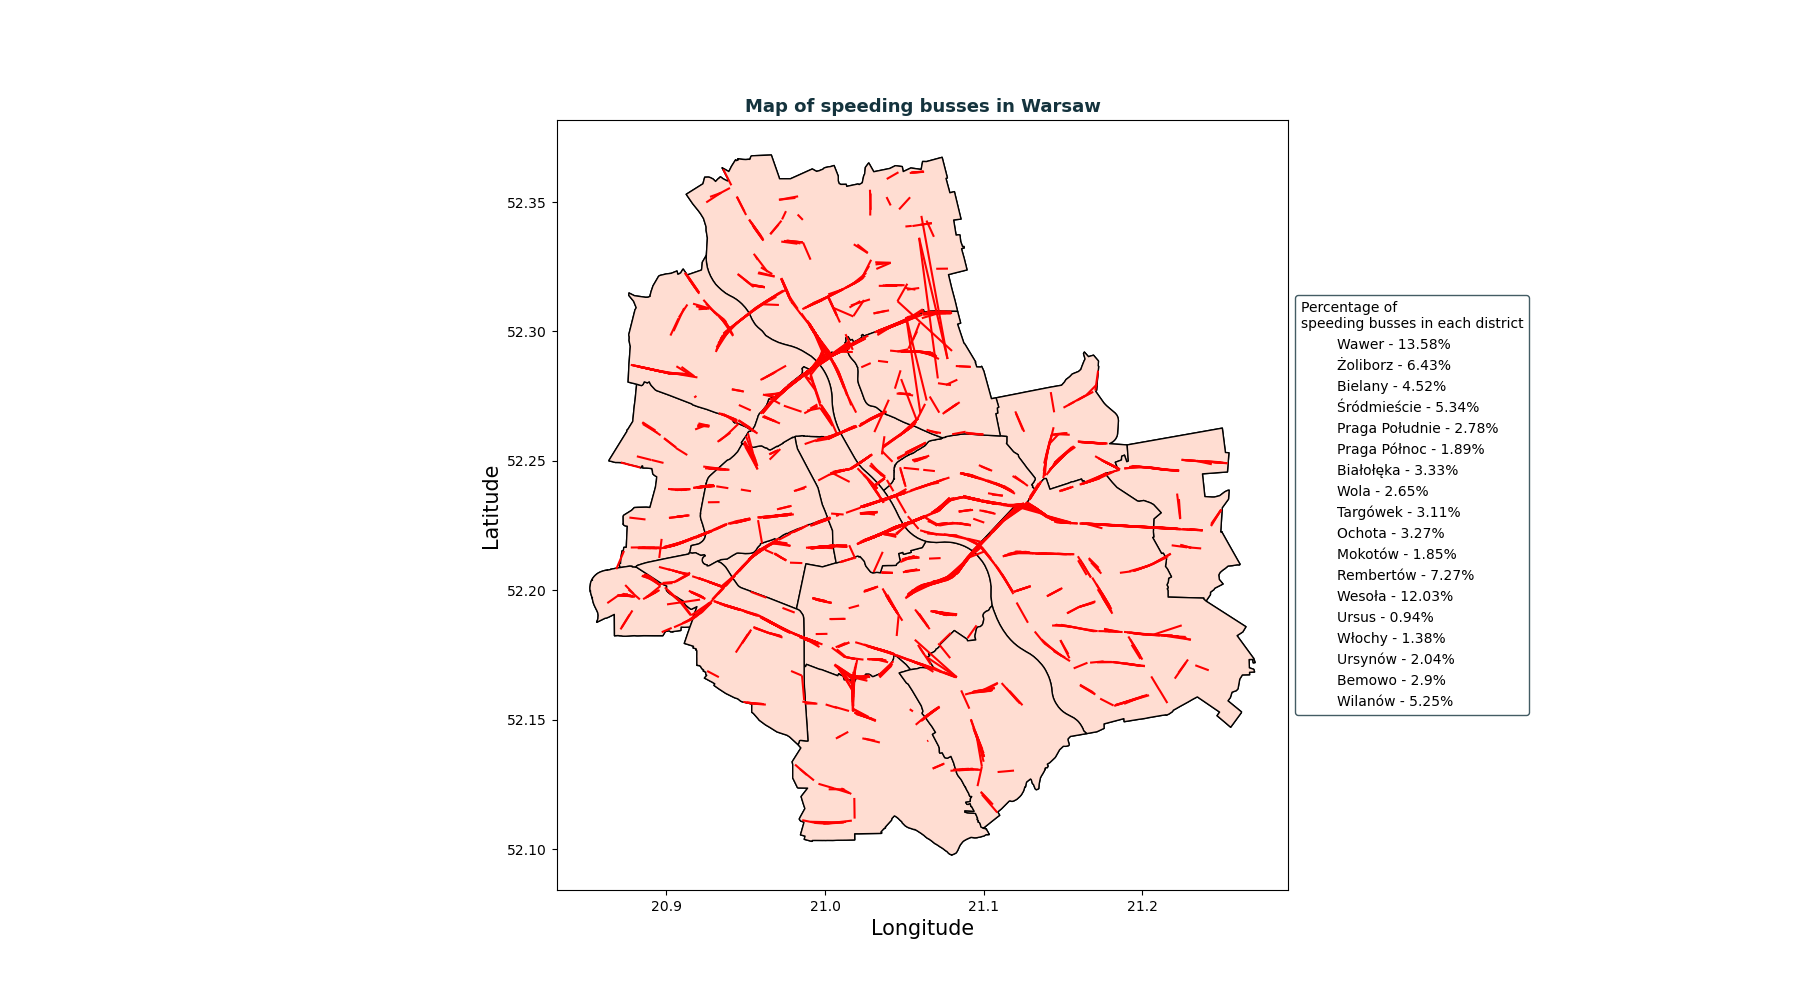 Map of speeding busses in Warsaw
52.35
52.30
52.25
52.20
52.15
52.10
Latitude
20.9
21.0
21.1
21.2
Longitude
Percentage of
speeding busses in each district
Wawer - 13.58%
Żoliborz - 6.43%
Bielany - 4.52%
Śródmieście - 5.34%
Praga Południe - 2.78%
Praga Północ - 1.89%
Białołęka - 3.33%
Wola - 2.65%
Targówek - 3.11%
Ochota - 3.27%
Mokotów - 1.85%
Rembertów - 7.27%
Wesoła - 12.03%
Ursus - 0.94%
Włochy - 1.38%
Ursynów - 2.04%
Bemowo - 2.9%
Wilanów - 5.25%